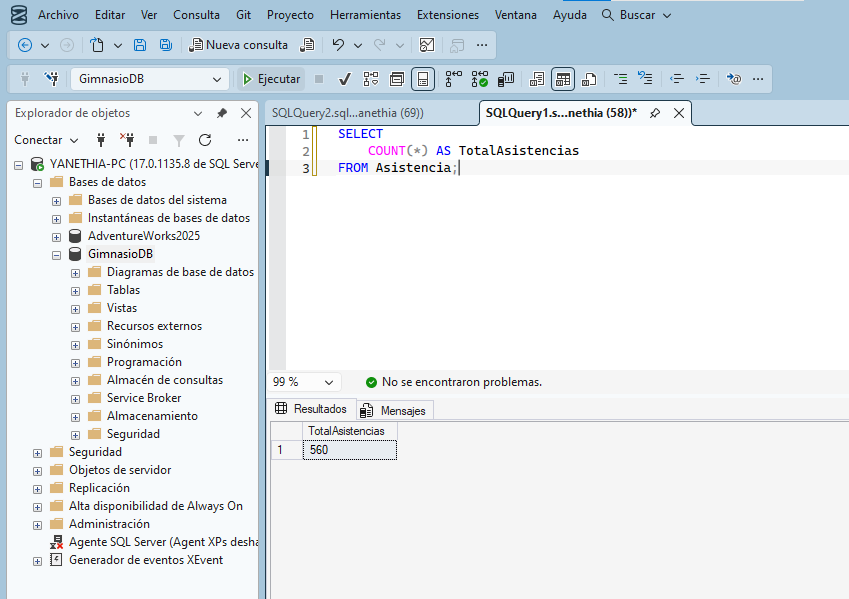 Archivo Editar Ver Consulta Git Proyecto Herramientas Extensiones Ventana Ayuda Buscar
Nueva consulta
GimnasioDB Ejecutar
Explorador de objetos
Conectar
YANETHIA-PC (17.0.1135.8 de SQL Serve
Bases de datos
Bases de datos del sistema
Instantáneas de bases de datos
AdventureWorks2025
GimnasioDB
Diagramas de base de datos
Tablas
Vistas
Recursos externos
Sinónimos
Programación
Almacén de consultas
Service Broker
Almacenamiento
Seguridad
Seguridad
Objetos de servidor
Replicación
Alta disponibilidad de Always On
Administración
Agente SQL Server (Agent XPs desha
Generador de eventos XEvent
SQLQuery2.sql...anethia (69)) SQLQuery1.s...nethia (58))*
1 SELECT
2 COUNT(*) AS TotalAsistencias
3 FROM Asistencia;
99 % No se encontraron problemas.
Resultados Mensajes
TotalAsistencias
1 560